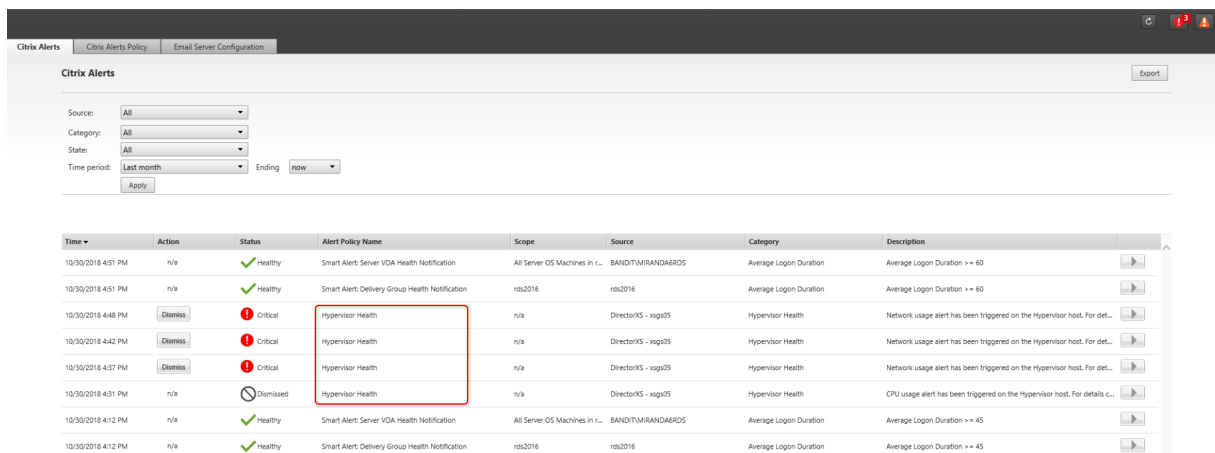 3
Citrix Alerts Citrix Alerts Policy Email Server Configuration
Citrix Alerts Export
Source: All
Category: All
State: All
Time period: Last month Ending now
Apply
Time Action Status Alert Policy Name Scope Source Category Description
10/30/2018 4:51 PM n/a Healthy Smart Alert: Server VDA Health Notification All Server OS Machines in r... BANDIT\MIRANDA6RDS Average Logon Duration Average Logon Duration >= 60
10/30/2018 4:51 PM n/a Healthy Smart Alert: Delivery Group Health Notification rds2016 rds2016 Average Logon Duration Average Logon Duration >= 60
10/30/2018 4:48 PM Dismiss Critical Hypervisor Health n/a DirectorXS - xsgs05 Hypervisor Health Network usage alert has been triggered on the Hypervisor host. For det...
10/30/2018 4:42 PM Dismiss Critical Hypervisor Health n/a DirectorXS - xsgs05 Hypervisor Health Network usage alert has been triggered on the Hypervisor host. For det...
10/30/2018 4:37 PM Dismiss Critical Hypervisor Health n/a DirectorXS - xsgs05 Hypervisor Health Network usage alert has been triggered on the Hypervisor host. For det...
10/30/2018 4:31 PM n/a Dismissed Hypervisor Health n/a DirectorXS - xsgs05 Hypervisor Health CPU usage alert has been triggered on the Hypervisor host. For details c...
10/30/2018 4:12 PM n/a Healthy Smart Alert: Server VDA Health Notification All Server OS Machines in r... BANDIT\MIRANDA6RDS Average Logon Duration Average Logon Duration >= 45
10/30/2018 4:12 PM n/a Healthy Smart Alert: Delivery Group Health Notification rds2016 rds2016 Average Logon Duration Average Logon Duration >= 45